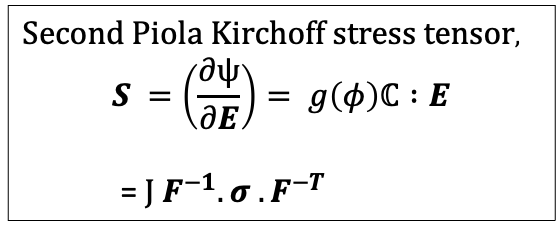 Second Piola Kirchoff stress tensor,
S = (∂ψ/∂E) = g(ϕ)ℂ : E
= J F⁻¹. σ . F⁻ᵀ